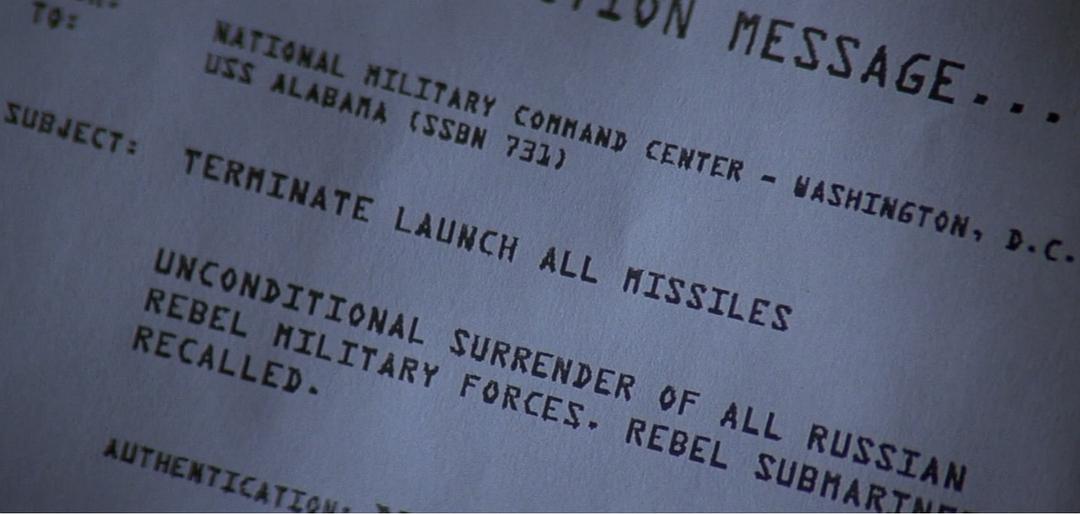 MESSAGE...
TO:
NATIONAL MILITARY COMMAND CENTER - WASHINGTON, D.C.
USS ALABAMA (SSBN 731)
SUBJECT: TERMINATE LAUNCH ALL MISSILES
UNCONDITIONAL SURRENDER OF ALL RUSSIAN
REBEL MILITARY FORCES. REBEL
RECALLED.
AUTHENTICATION: